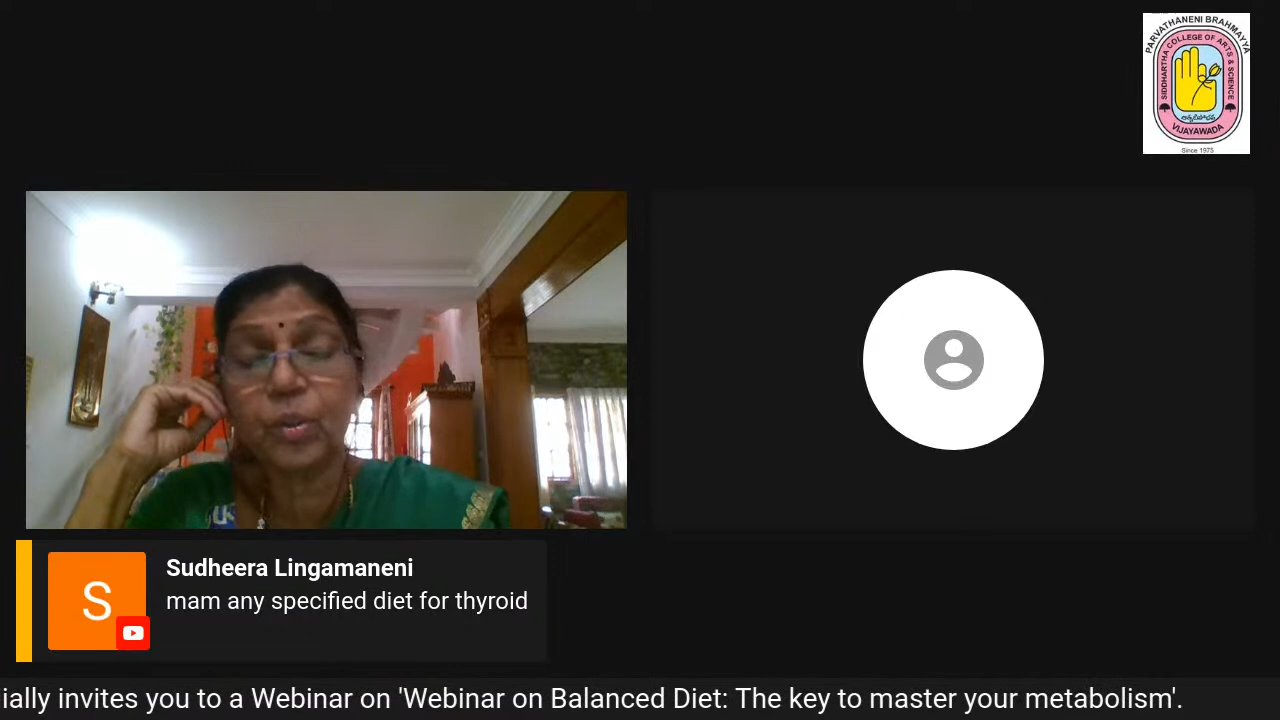 PARVATHANENI BRAHMAYYA
SIDDHARTHA COLLEGE OF ARTS & SCIENCE
VIJAYAWADA
Since 1975
Sudheera Lingamaneni
S
mam any specified diet for thyroid
ially invites you to a Webinar on 'Webinar on Balanced Diet: The key to master your metabolism'.